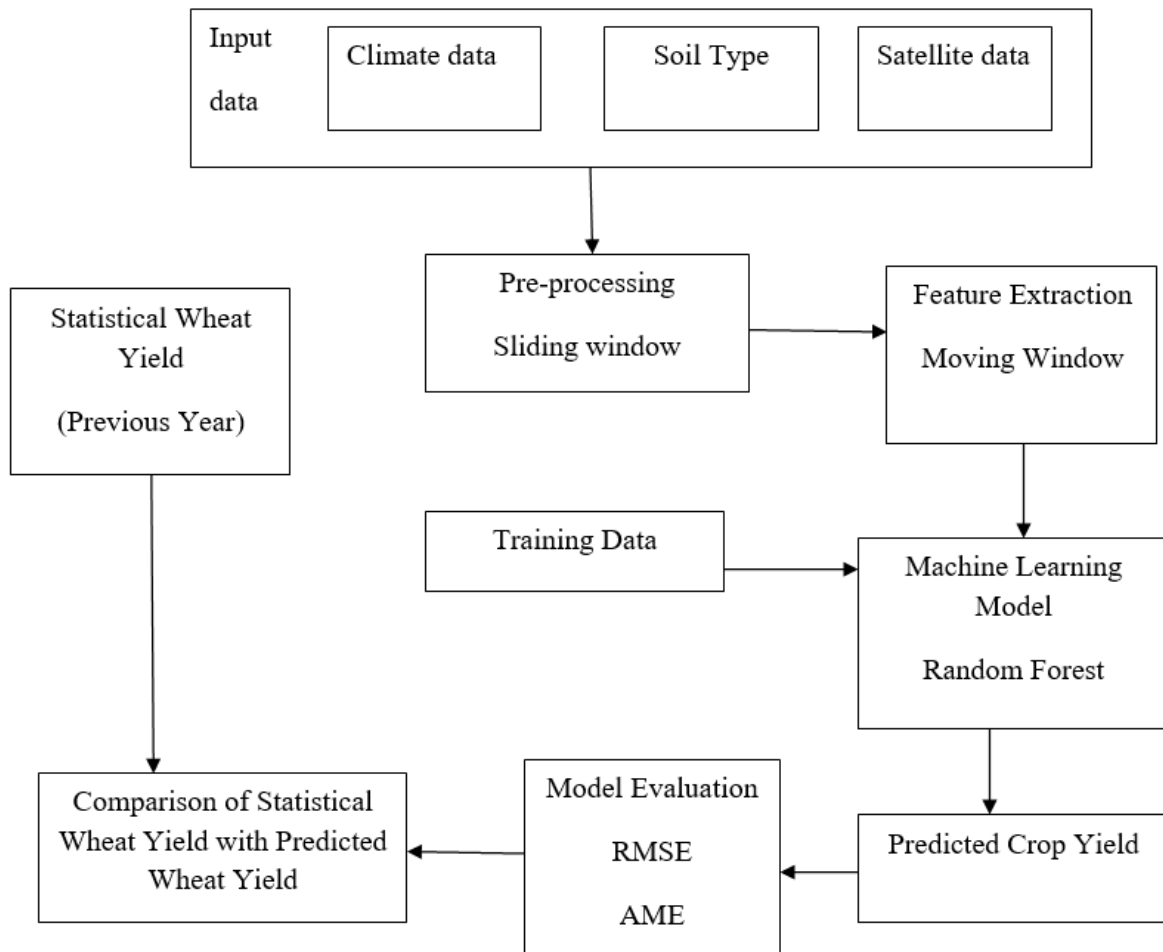 Input
data
Climate data
Soil Type
Satellite data
Pre-processing
Sliding window
Feature Extraction
Moving Window
Statistical Wheat
Yield
(Previous Year)
Training Data
Machine Learning
Model
Random Forest
Predicted Crop Yield
Model Evaluation
RMSE
AME
Comparison of Statistical
Wheat Yield with Predicted
Wheat Yield